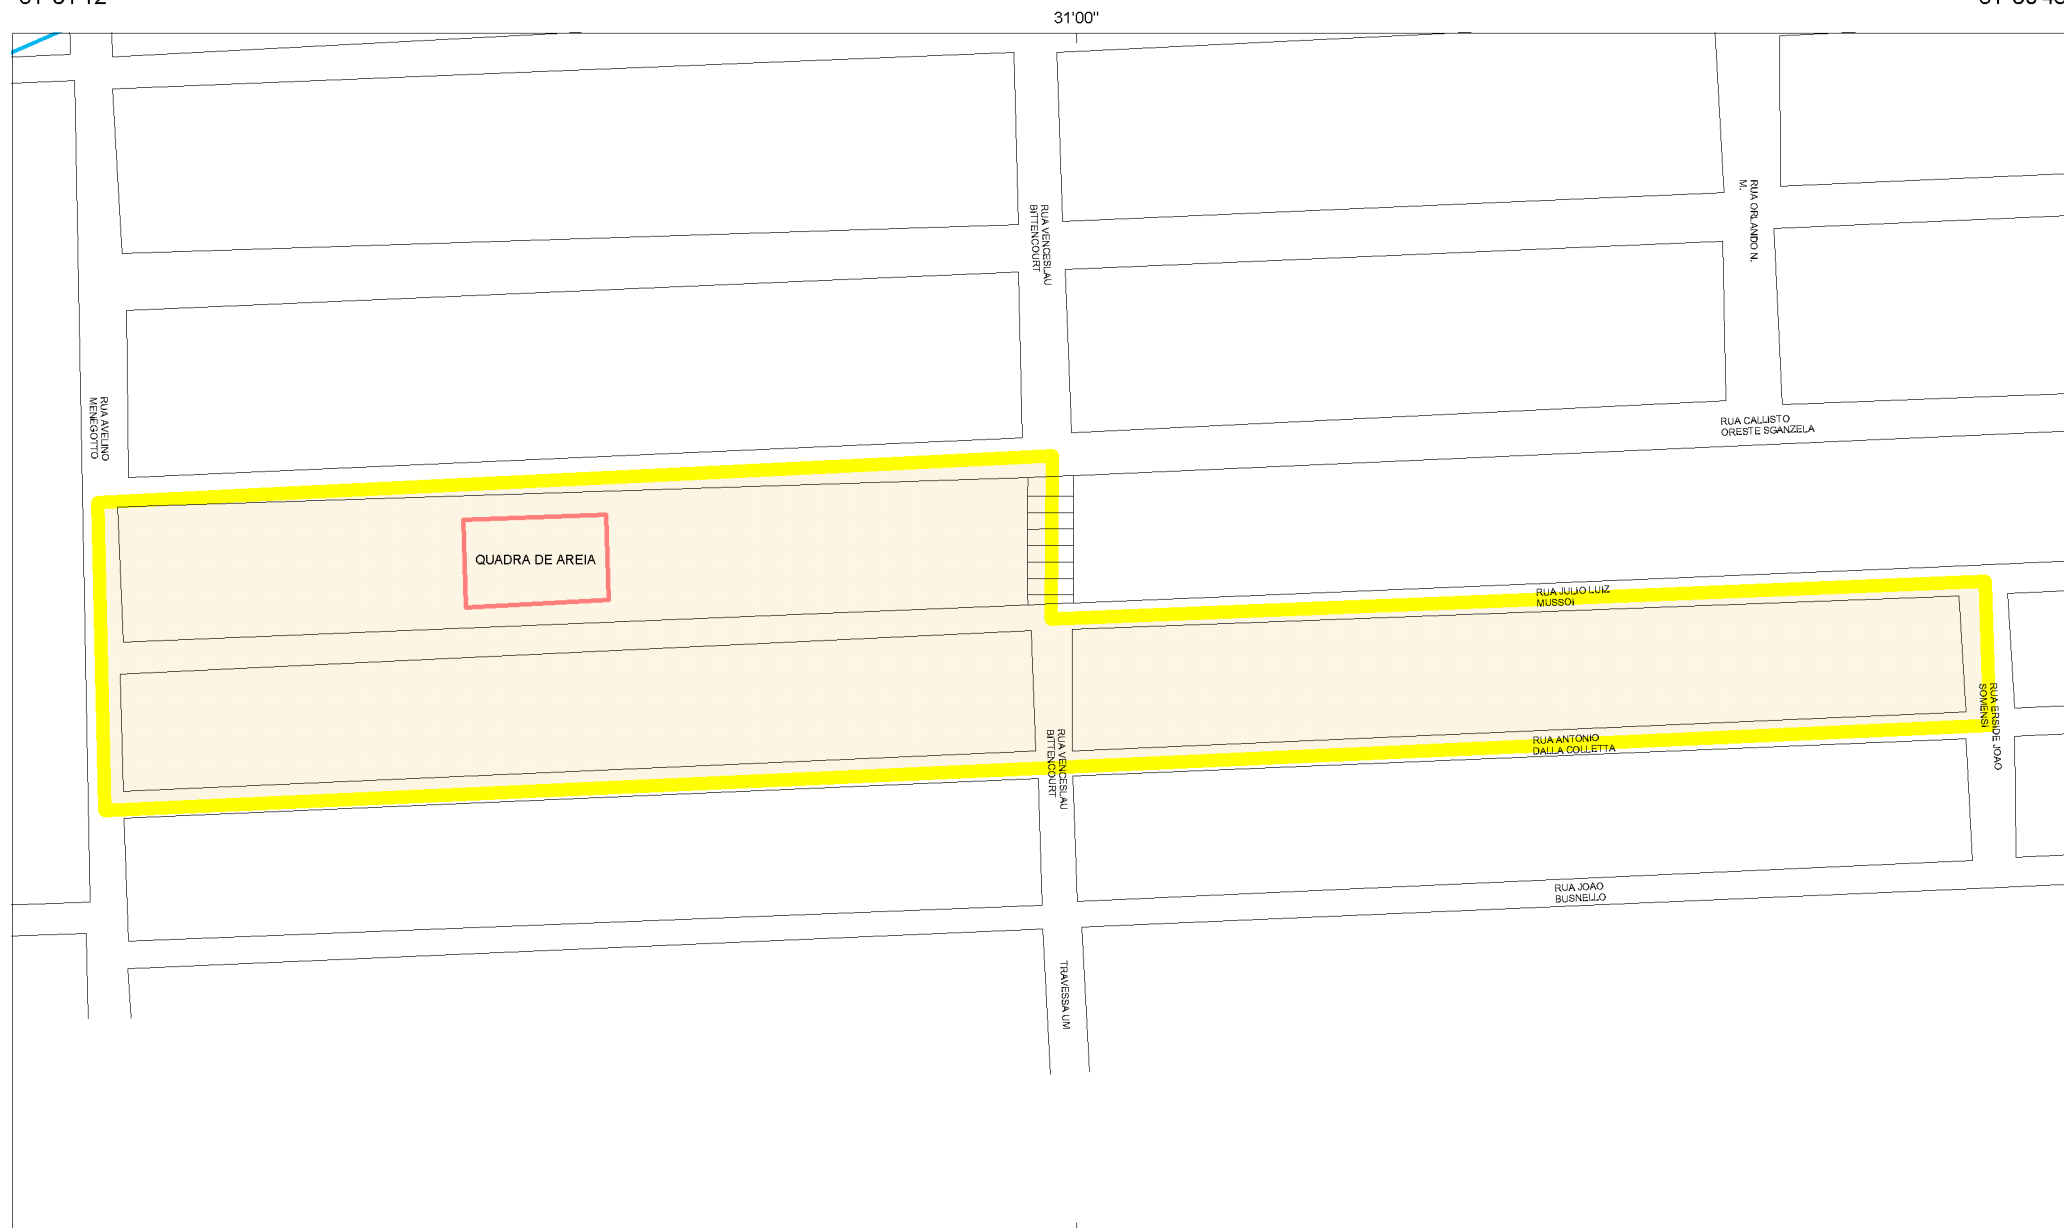 31'00"
RUA ORLANDO N.
M.
RUA VENCESLAU
BITTENCOURT
RUA AVELINO
MENEGOTTO
RUA CALLISTO
ORESTE SGANZELA
QUADRA DE AREIA
RUA JULIO LUIZ
MUSSOI
RUA ERSIDE JOAO
SOMENSI
RUA VENCESLAU
BITTENCOURT
RUA ANTONIO
DALLA COLLETTA
RUA JOAO
BUSNELLO
TRAVESSA UM